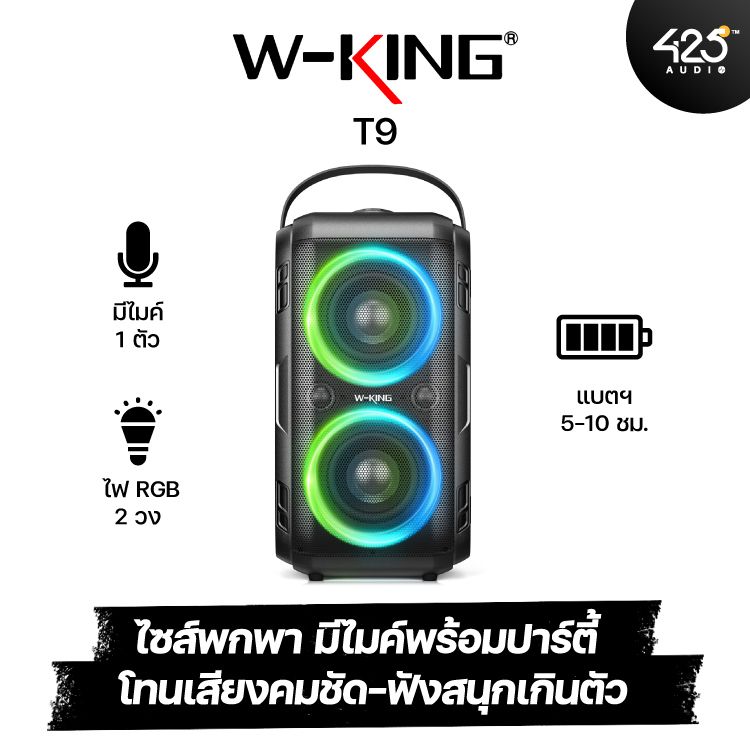 W-KING®
425™
AUDIO
T9
มีไมค์
1 ตัว
ไฟ RGB
2 วง
W-KING
แบตฯ
5-10 ชม.
ไซส์พกพา มีไมค์พร้อมปาร์ตี้
โทนเสียงคมชัด-ฟังสนุกเกินตัว